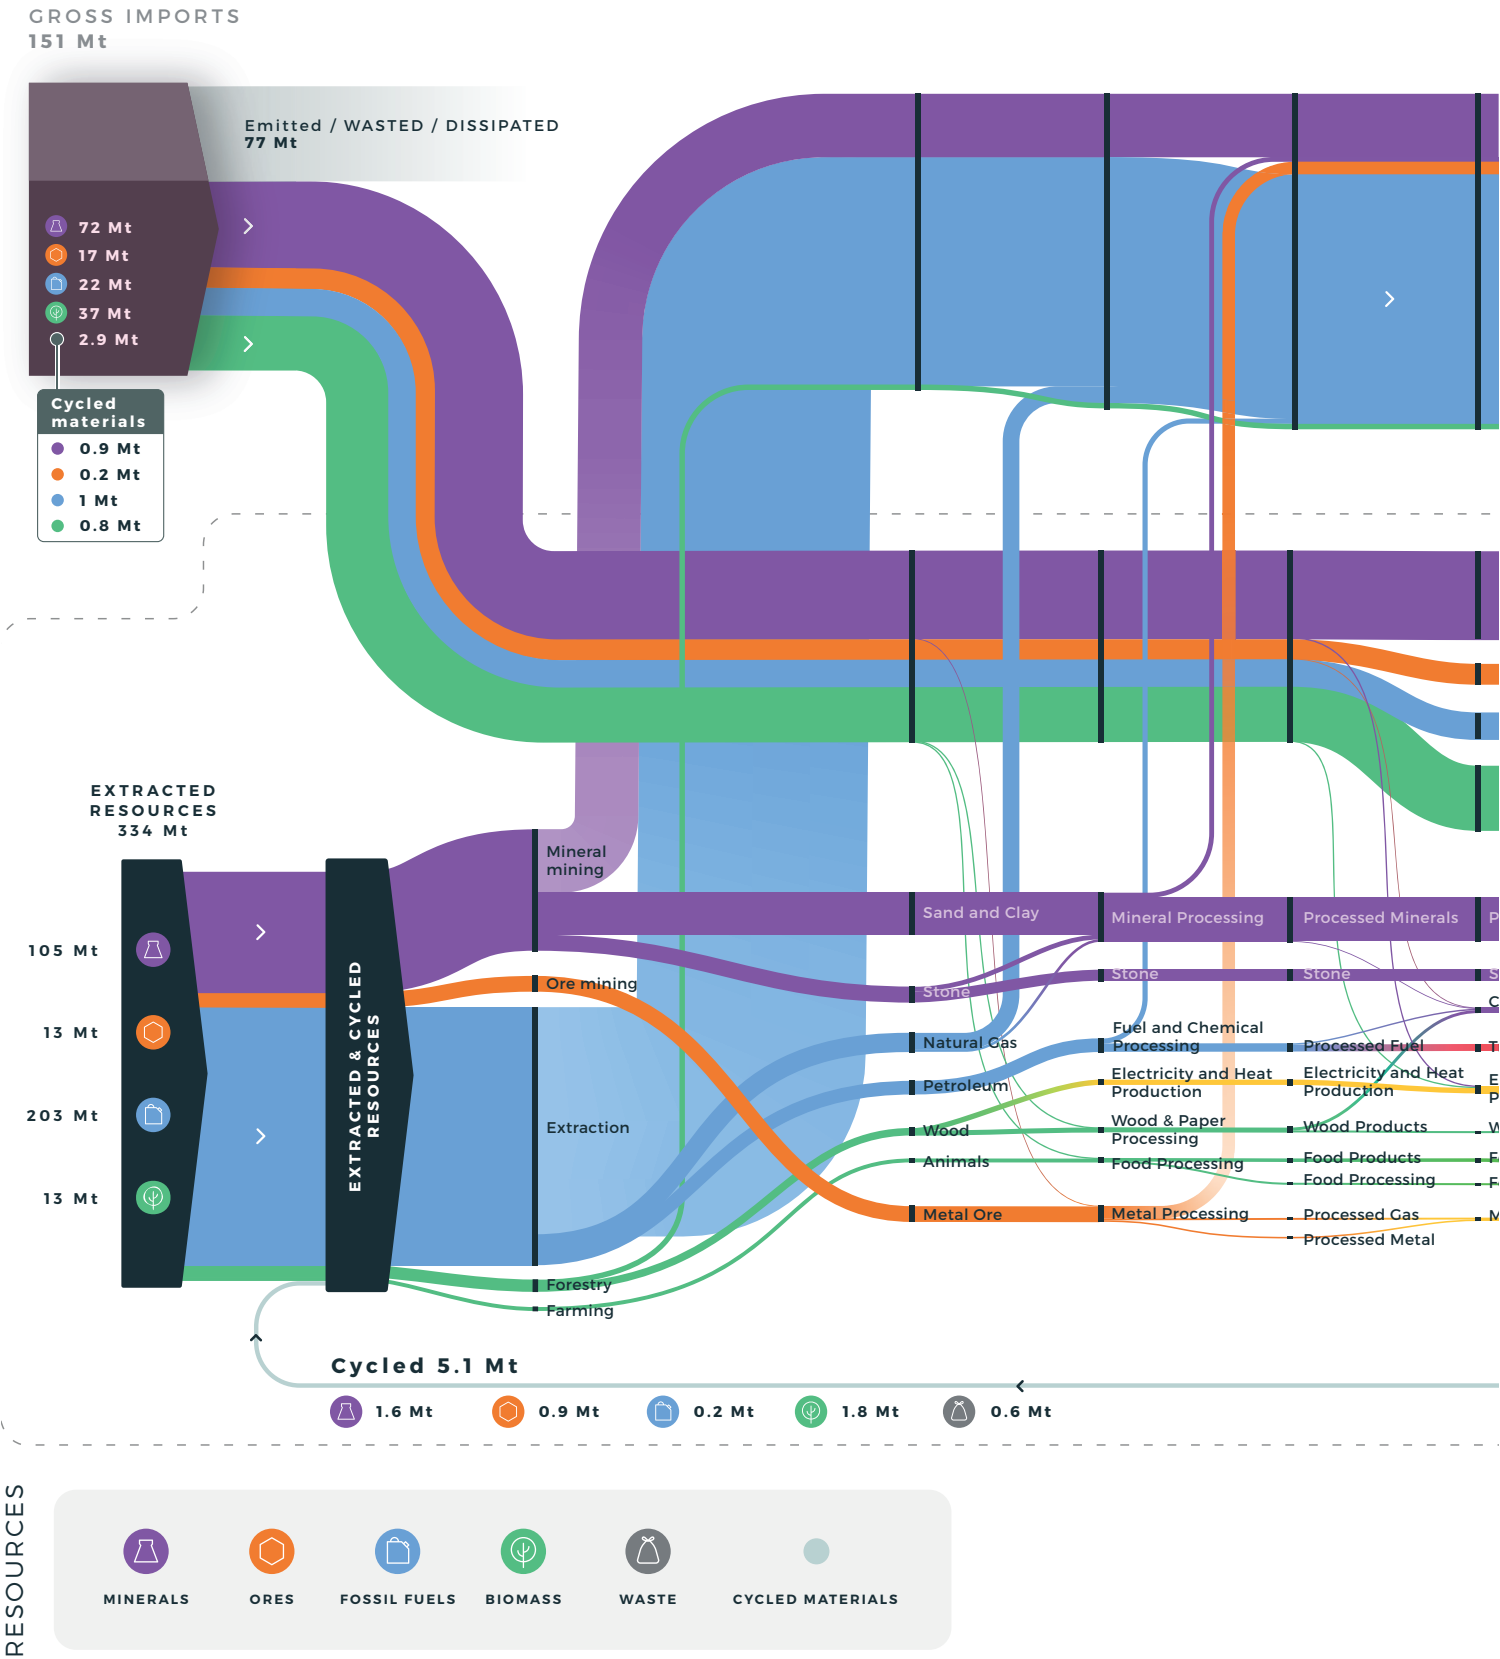 GROSS IMPORTS
151 Mt
Emitted / WASTED / DISSIPATED
77 Mt
72 Mt
17 Mt
22 Mt
37 Mt
2.9 Mt
Cycled
materials
0.9 Mt
0.2 Mt
1 Mt
0.8 Mt
EXTRACTED
RESOURCES
334 Mt
105 Mt
13 Mt
203 Mt
13 Mt
EXTRACTED & CYCLED
RESOURCES
Mineral
mining
Ore mining
Extraction
Forestry
Farming
Sand and Clay
Stone
Natural Gas
Petroleum
Wood
Animals
Metal Ore
Mineral Processing
Stone
Fuel and Chemical
Processing
Electricity and Heat
Production
Wood & Paper
Processing
Food Processing
Metal Processing
Processed Minerals
Stone
Processed Fuel
Electricity and Heat
Production
Wood Products
Food Products
Food Processing
Processed Gas
Processed Metal
Cycled 5.1 Mt
1.6 Mt
0.9 Mt
0.2 Mt
1.8 Mt
0.6 Mt
RESOURCES
MINERALS
ORES
FOSSIL FUELS
BIOMASS
WASTE
CYCLED MATERIALS